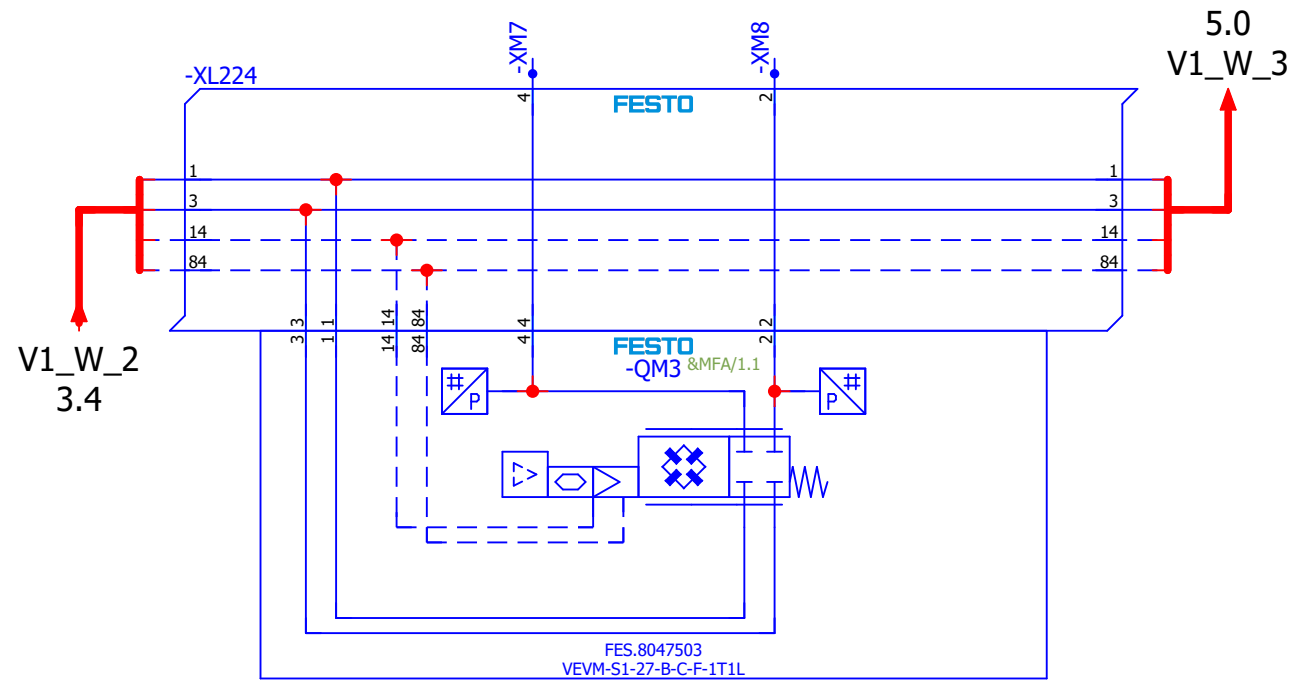 5.0
V1_W_3
-XM7
-XM8
-XL224
4
2
FESTO
1
1
3
3
14
14
84
84
3
1
14
84
4
2
3
1
14
84
4
2
FESTO
-QM3 &MFA/1.1
V1_W_2
3.4
#
P
#
P
FES.8047503
VEVM-S1-27-B-C-F-1T1L